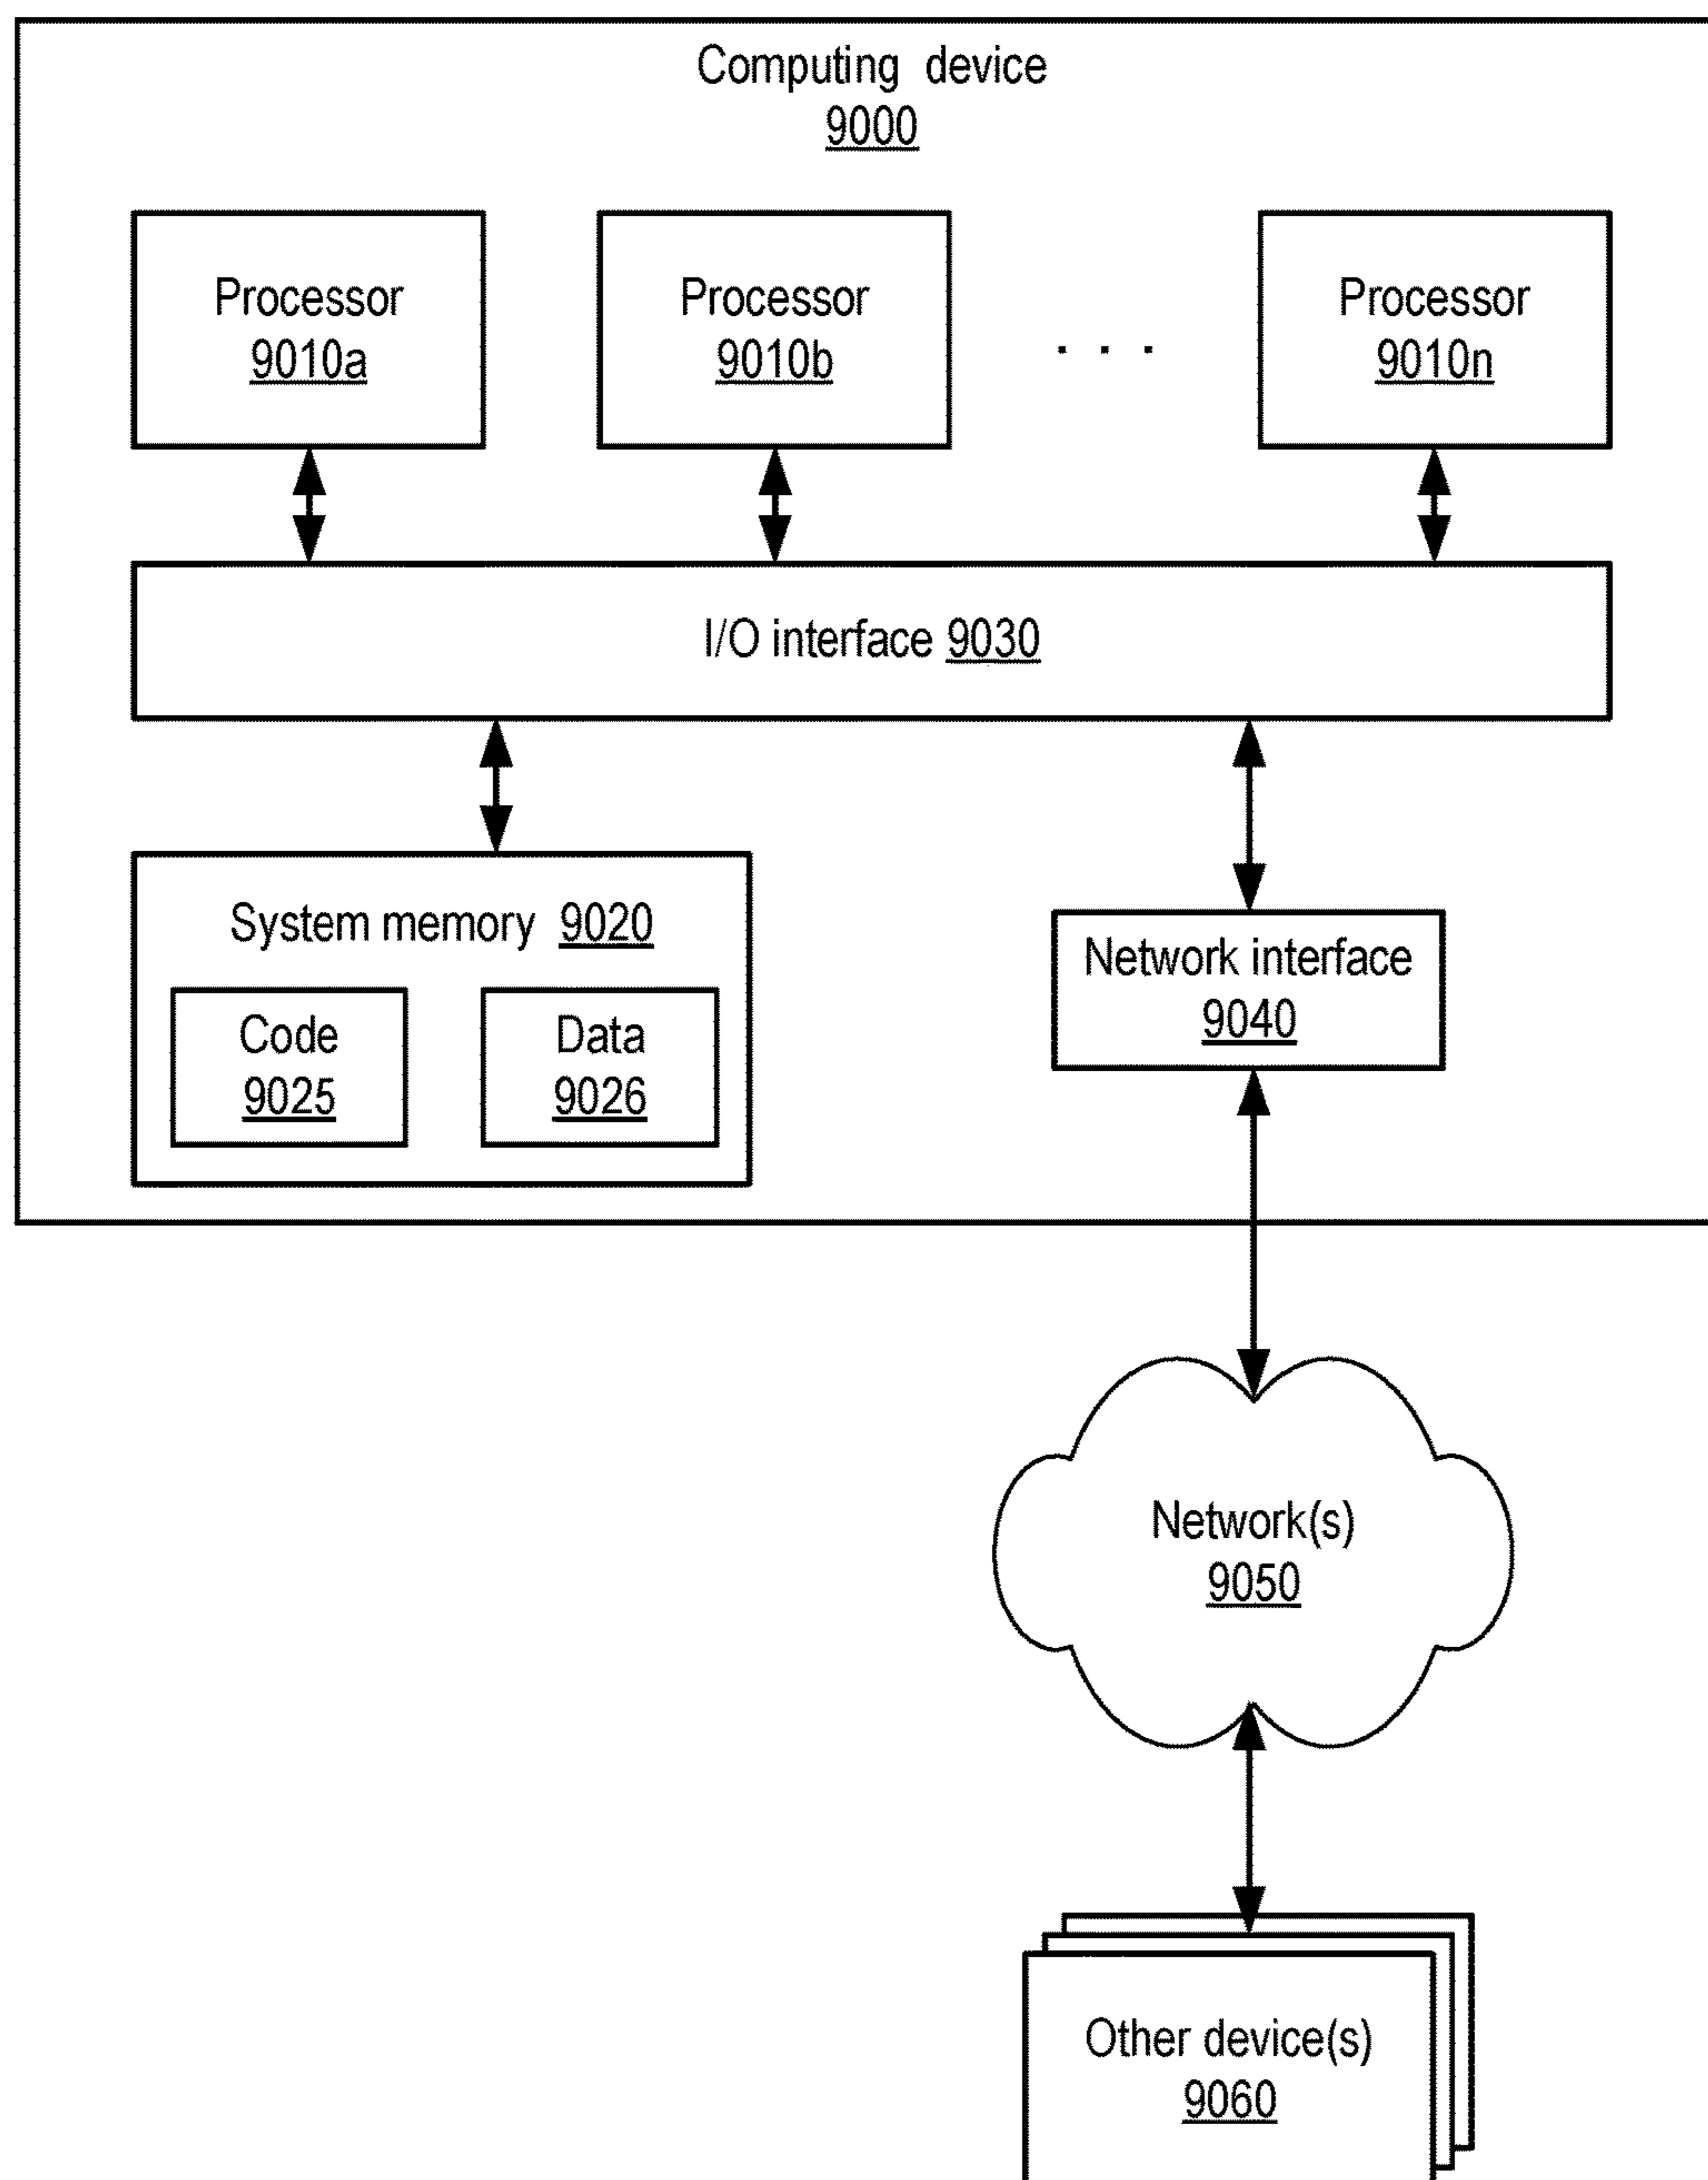 Computing device
9000
Processor
9010a
Processor
9010b
. . .
Processor
9010n
I/O interface 9030
System memory 9020
Code
9025
Data
9026
Network interface
9040
Network(s)
9050
Other device(s)
9060